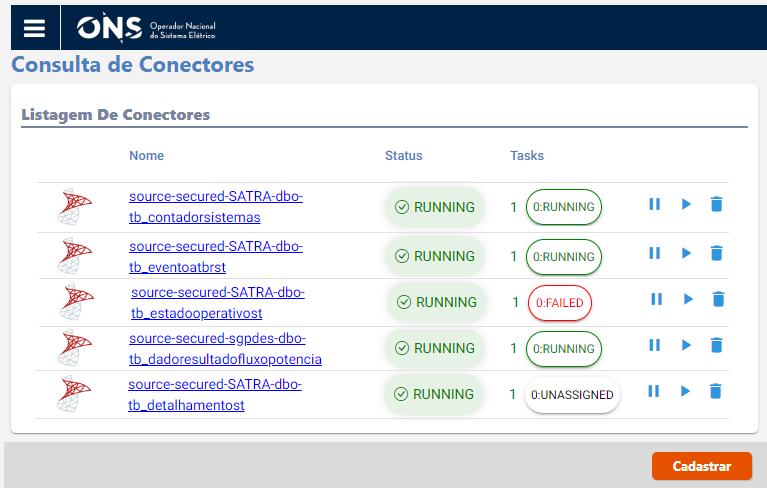 ONS Operador Nacional
do Sistema Elétrico
Consulta de Conectores
Listagem De Conectores
Nome Status Tasks
source-secured-SATRA-dbo-
tb_contadorsistemas RUNNING 1 0:RUNNING
source-secured-SATRA-dbo-
tb_eventoatbrst RUNNING 1 0:RUNNING
source-secured-SATRA-dbo-
tb_estadooperativost RUNNING 1 0:FAILED
source-secured-sgpdes-dbo-
tb_dadoresultadofluxopotencia RUNNING 1 0:RUNNING
source-secured-SATRA-dbo-
tb_detalhamentost RUNNING 1 0:UNASSIGNED
Cadastrar